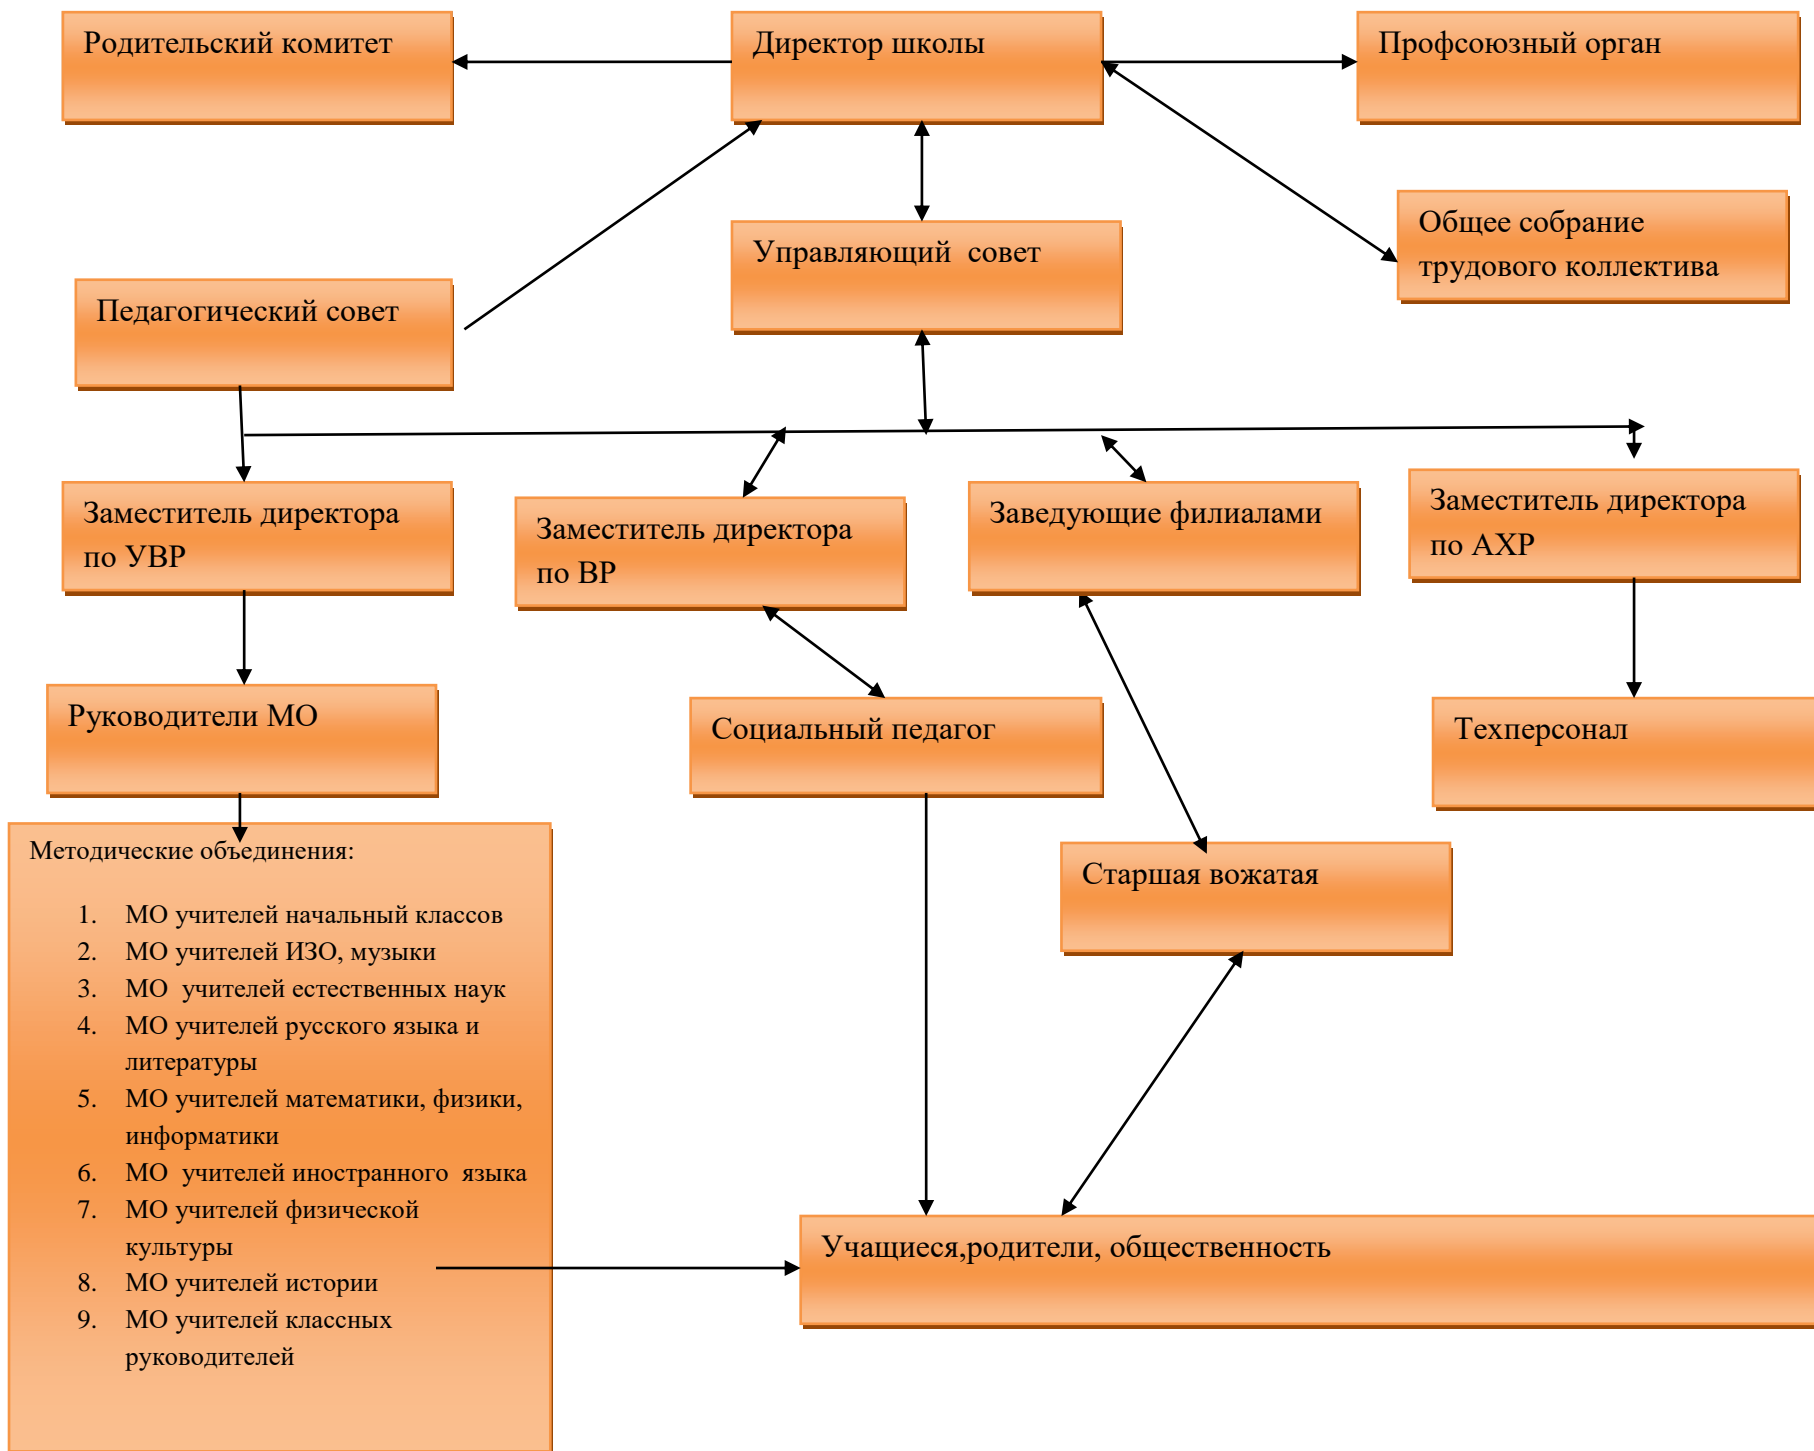 Родительский комитет
Директор школы
Профсоюзный орган
Общее собрание
трудового коллектива
Управляющий  совет
Педагогический совет
Заместитель директора
по УВР
Заместитель директора
по ВР
Заведующие филиалами
Заместитель директора
по АХР
Руководители МО
Социальный педагог
Техперсонал
Методические объединения:
1. МО учителей начальный классов
2. МО учителей ИЗО, музыки
3. МО  учителей естественных наук
4. МО учителей русского языка и
литературы
5. МО учителей математики, физики,
информатики
6. МО  учителей иностранного  языка
7. МО учителей физической
культуры
8. МО учителей истории
9. МО учителей классных
руководителей
Старшая вожатая
Учащиеся,родители, общественность